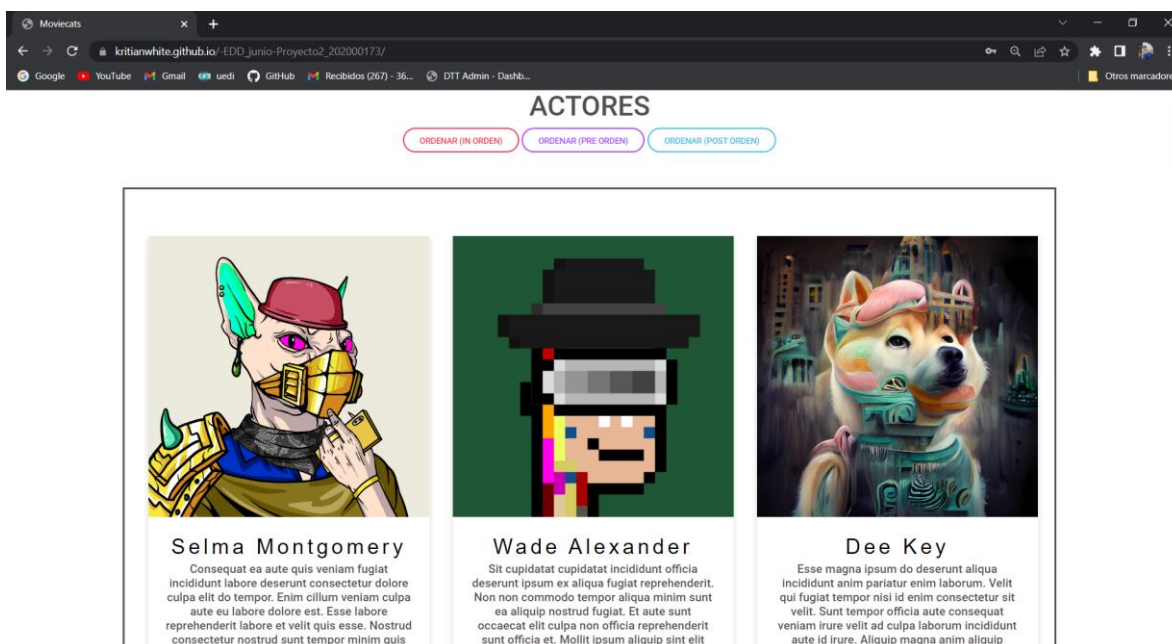 Moviecats
kritianwhite.github.io/-EDD_junio-Proyecto2_202000173/
Google YouTube Gmail uedi GitHub Recibidos (267) - 36... DTT Admin - Dashb... Otros marcadore
ACTORES
ORDENAR (IN ORDEN) ORDENAR (PRE ORDEN) ORDENAR (POST ORDEN)
Selma Montgomery
Consequat ea aute quis veniam fugiat
incididunt labore deserunt consectetur dolore
culpa elit do tempor. Enim cillum veniam culpa
aute eu labore dolore est. Esse labore
reprehenderit labore et velit quis esse. Nostrud
consectetur nostrud sunt tempor minim quis
Wade Alexander
Sit cupidatat cupidatat incididunt officia
deserunt ipsum ex aliqua fugiat reprehenderit.
Non non commodo tempor aliqua minim sunt
ea aliquip nostrud fugiat. Et aute sunt
occaecat elit culpa non officia reprehenderit
sunt officia et. Mollit ipsum aliquip sint elit
Dee Key
Esse magna ipsum do deserunt aliqua
incididunt anim pariatur enim laborum. Velit
qui fugiat tempor nisi id enim consectetur sit
velit. Sunt tempor officia aute consequat
veniam irure velit ad culpa laborum incididunt
aute id irure. Aliquip magna anim aliquip